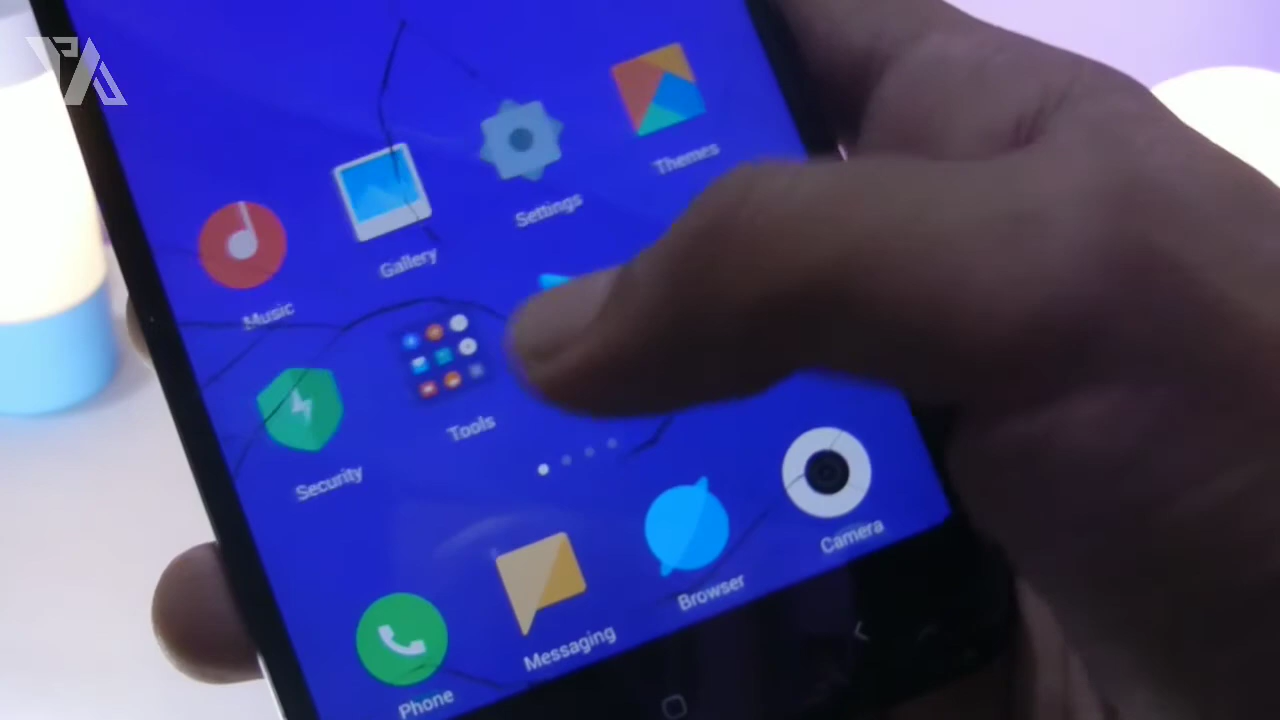 Themes
Settings
Gallery
Music
Tools
Security
Camera
Browser
Messaging
Phone